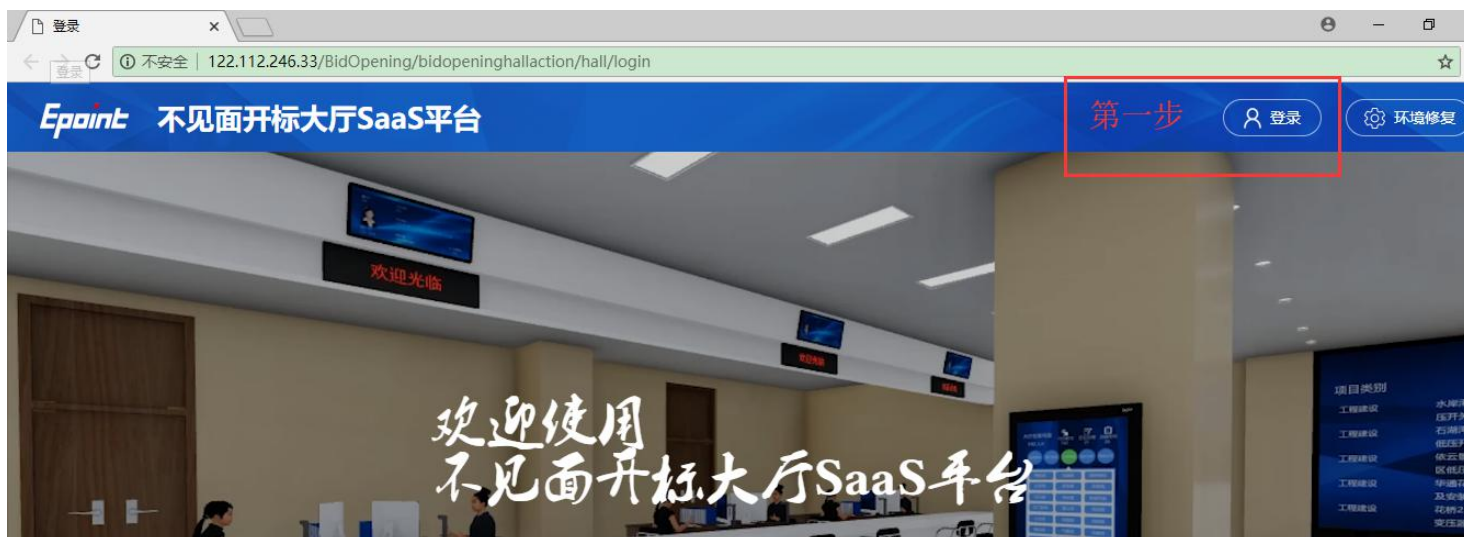 登录
登录
不安全 | 122.112.246.33/BidOpening/bidopeninghallaction/hall/login
Epoint 不见面开标大厅SaaS平台 第一步 登录 环境修复
欢迎光临
欢迎使用
不见面开标大厅SaaS平台
项目类别
工程建设
工程建设
工程建设
工程建设
工程建设